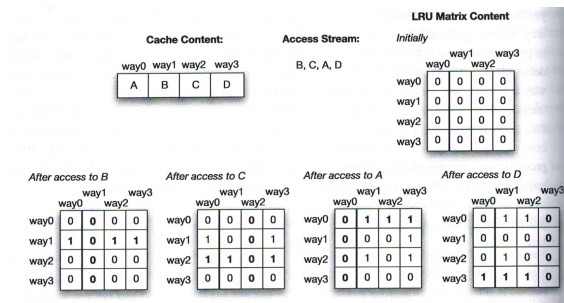 LRU Matrix Content
Cache Content:
Access Stream:
Initially
way0 way1 way2 way3
A B C D
B, C, A, D
way1 way3
way0 way2
way0 0 0 0 0
way1 0 0 0 0
way2 0 0 0 0
way3 0 0 0 0
After access to B
way1 way3
way0 way2
way0 0 0 0 0
way1 1 0 1 1
way2 0 0 0 0
way3 0 0 0 0
After access to C
way1 way3
way0 way2
way0 0 0 0 0
way1 1 0 0 1
way2 1 1 0 1
way3 0 0 0 0
After access to A
way1 way3
way0 way2
way0 0 1 1 1
way1 0 0 0 1
way2 0 1 0 1
way3 0 0 0 0
After access to D
way1 way3
way0 way2
way0 0 1 1 0
way1 0 0 0 0
way2 0 1 0 0
way3 1 1 1 0